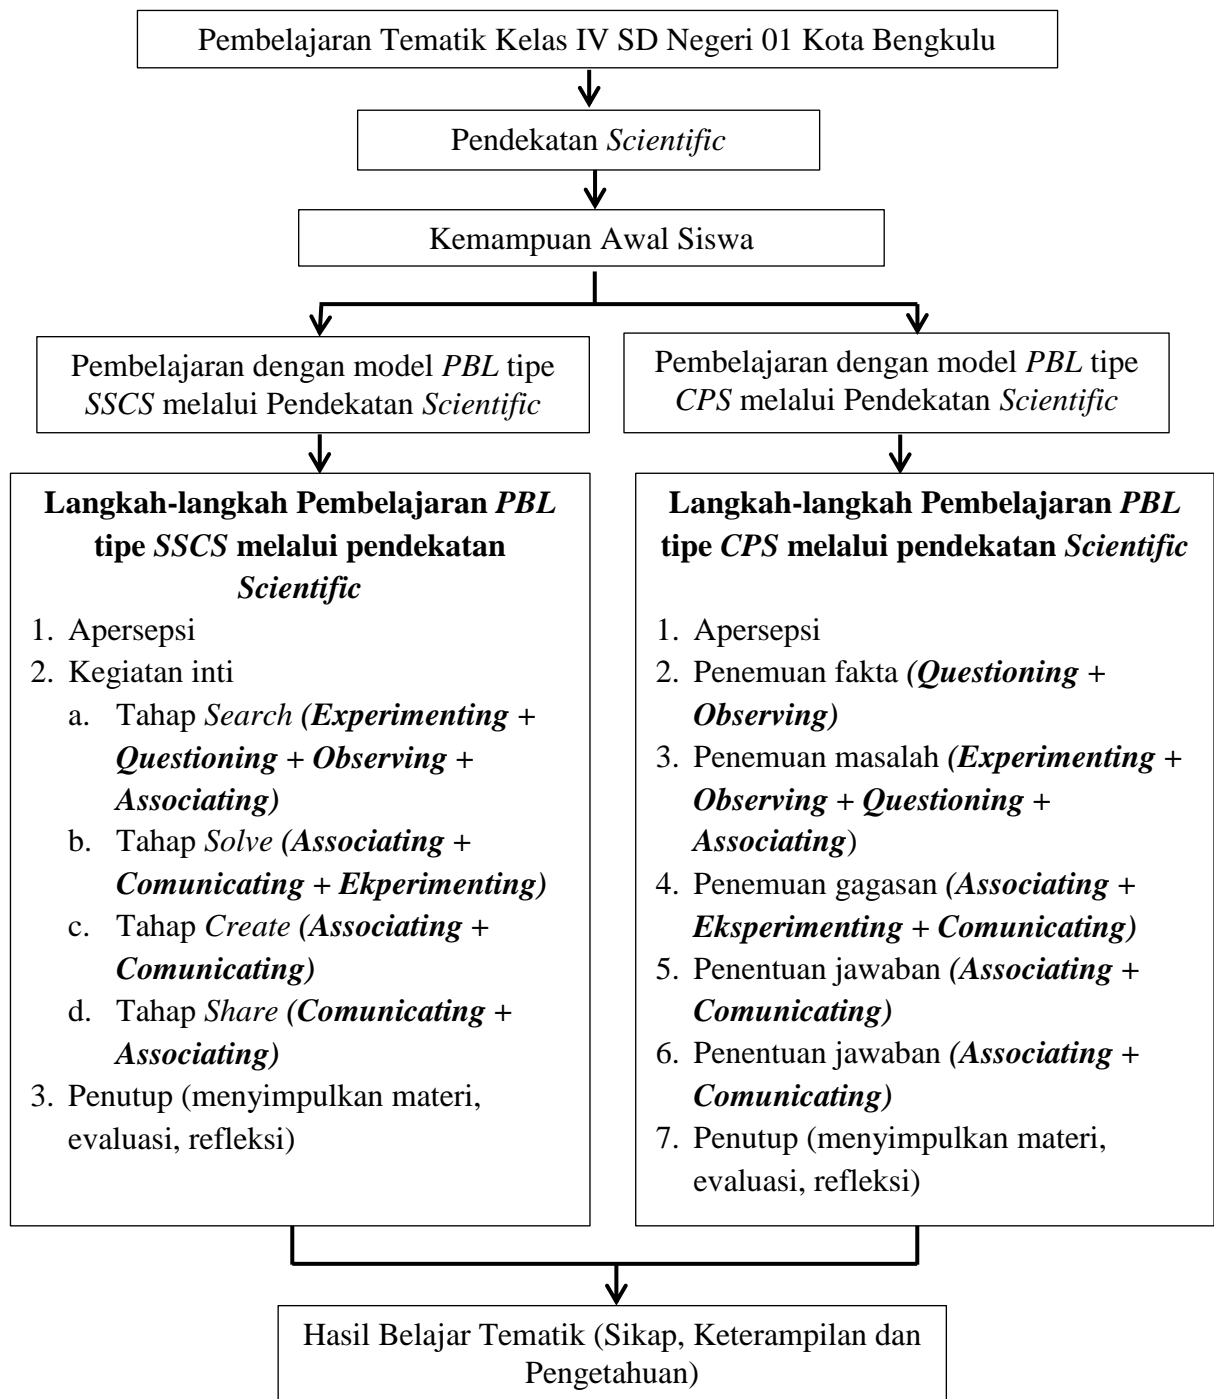 Pembelajaran Tematik Kelas IV SD Negeri 01 Kota Bengkulu
Pendekatan Scientific
Kemampuan Awal Siswa
Pembelajaran dengan model PBL tipe
SSCS melalui Pendekatan Scientific
Pembelajaran dengan model PBL tipe
CPS melalui Pendekatan Scientific
Langkah-langkah Pembelajaran PBL
tipe SSCS melalui pendekatan
Scientific
1. Apersepsi
2. Kegiatan inti
a. Tahap Search (Experimenting +
Questioning + Observing +
Associating)
b. Tahap Solve (Associating +
Comunicating + Ekperimenting)
c. Tahap Create (Associating +
Comunicating)
d. Tahap Share (Comunicating +
Associating)
3. Penutup (menyimpulkan materi,
evaluasi, refleksi)
Langkah-langkah Pembelajaran PBL
tipe CPS melalui pendekatan Scientific
1. Apersepsi
2. Penemuan fakta (Questioning +
Observing)
3. Penemuan masalah (Experimenting +
Observing + Questioning +
Associating)
4. Penemuan gagasan (Associating +
Eksperimenting + Comunicating)
5. Penentuan jawaban (Associating +
Comunicating)
6. Penentuan jawaban (Associating +
Comunicating)
7. Penutup (menyimpulkan materi,
evaluasi, refleksi)
Hasil Belajar Tematik (Sikap, Keterampilan dan
Pengetahuan)